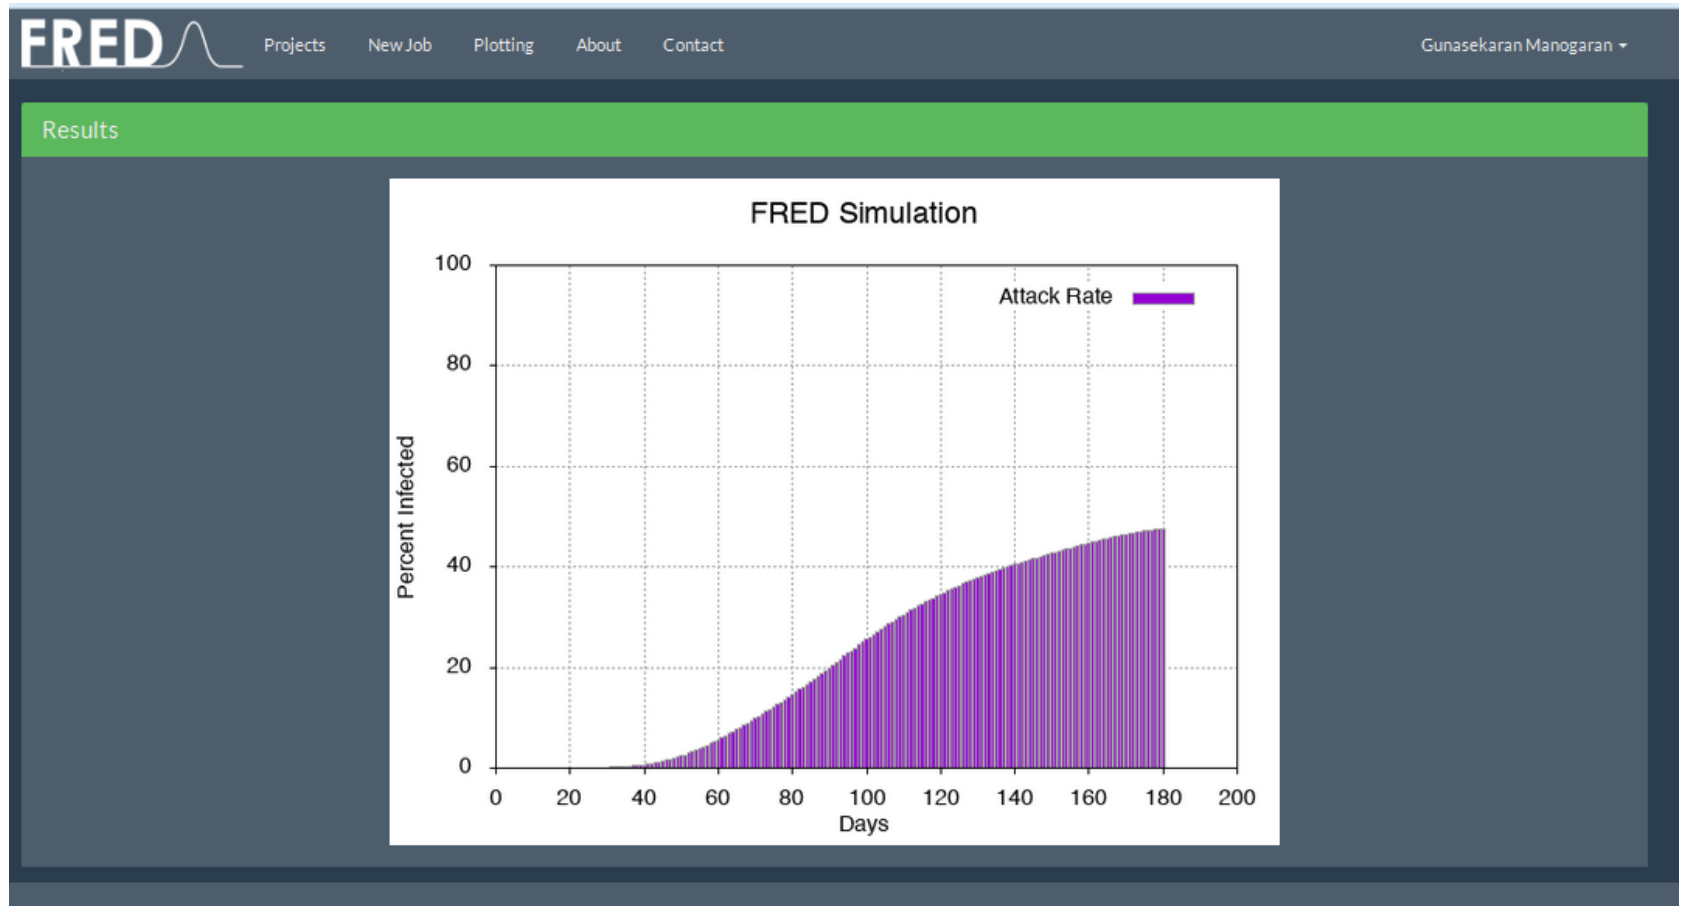 FRED Projects New Job Plotting About Contact Gunasekaran Manogaran
Results
FRED Simulation
Attack Rate
Percent Infected
100
80
60
40
20
0
0 20 40 60 80 100 120 140 160 180 200
Days